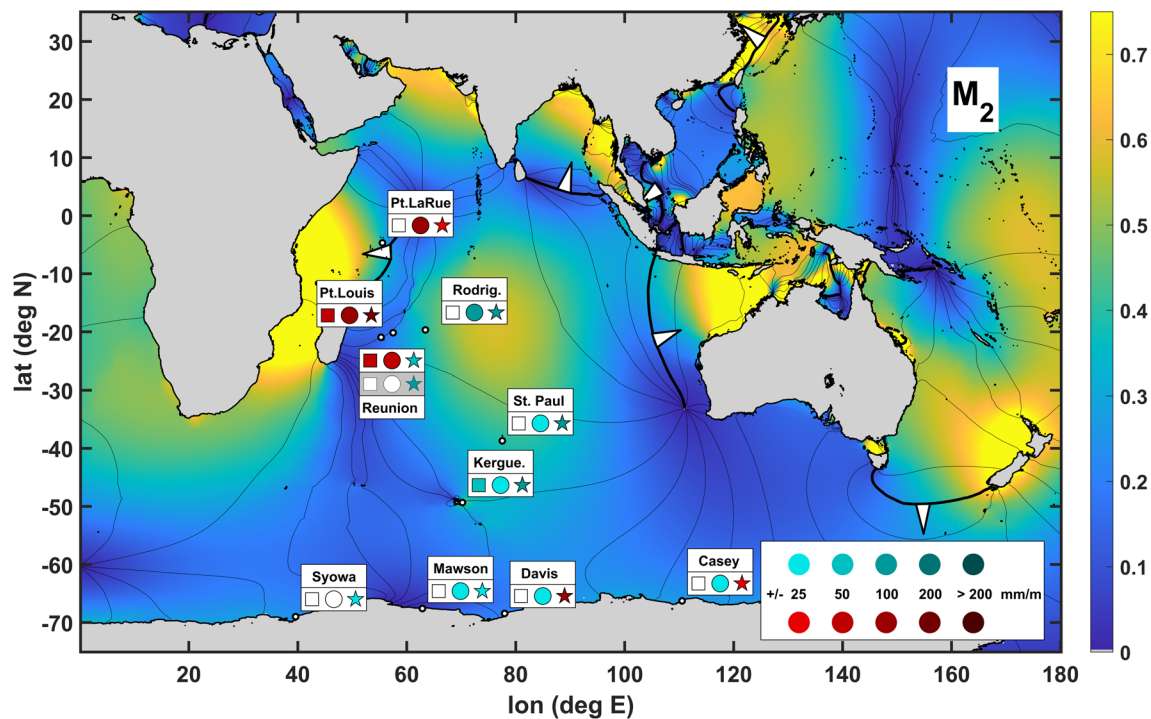 M2
30
20
10
0
-10
-20
-30
-40
-50
-60
-70
lat (deg N)
Pt.LaRue
Pt.Louis
Rodrig.
Reunion
St. Paul
Kergue.
Syowa
Mawson
Davis
Casey
+/- 25 50 100 200 > 200 mm/m
20 40 60 80 100 120 140 160 180
lon (deg E)
0.7
0.6
0.5
0.4
0.3
0.2
0.1
0